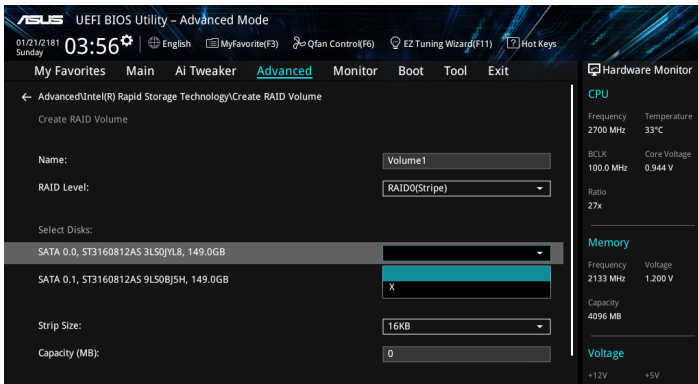 ASUS UEFI BIOS Utility – Advanced Mode
01/21/2181 Sunday 03:56 English MyFavorite(F3) Qfan Control(F6) EZ Tuning Wizard(F11) ? Hot Keys
My Favorites Main Ai Tweaker Advanced Monitor Boot Tool Exit
← Advanced\Intel(R) Rapid Storage Technology\Create RAID Volume
Create RAID Volume
Name: Volume1
RAID Level: RAID0(Stripe)
Select Disks:
SATA 0.0, ST3160812AS 3LS0JYL8, 149.0GB
SATA 0.1, ST3160812AS 9LS0BJ5H, 149.0GB
X
Strip Size: 16KB
Capacity (MB): 0
Hardware Monitor
CPU
Frequency Temperature
2700 MHz 33°C
BCLK Core Voltage
100.0 MHz 0.944 V
Ratio
27x
Memory
Frequency Voltage
2133 MHz 1.200 V
Capacity
4096 MB
Voltage
+12V +5V